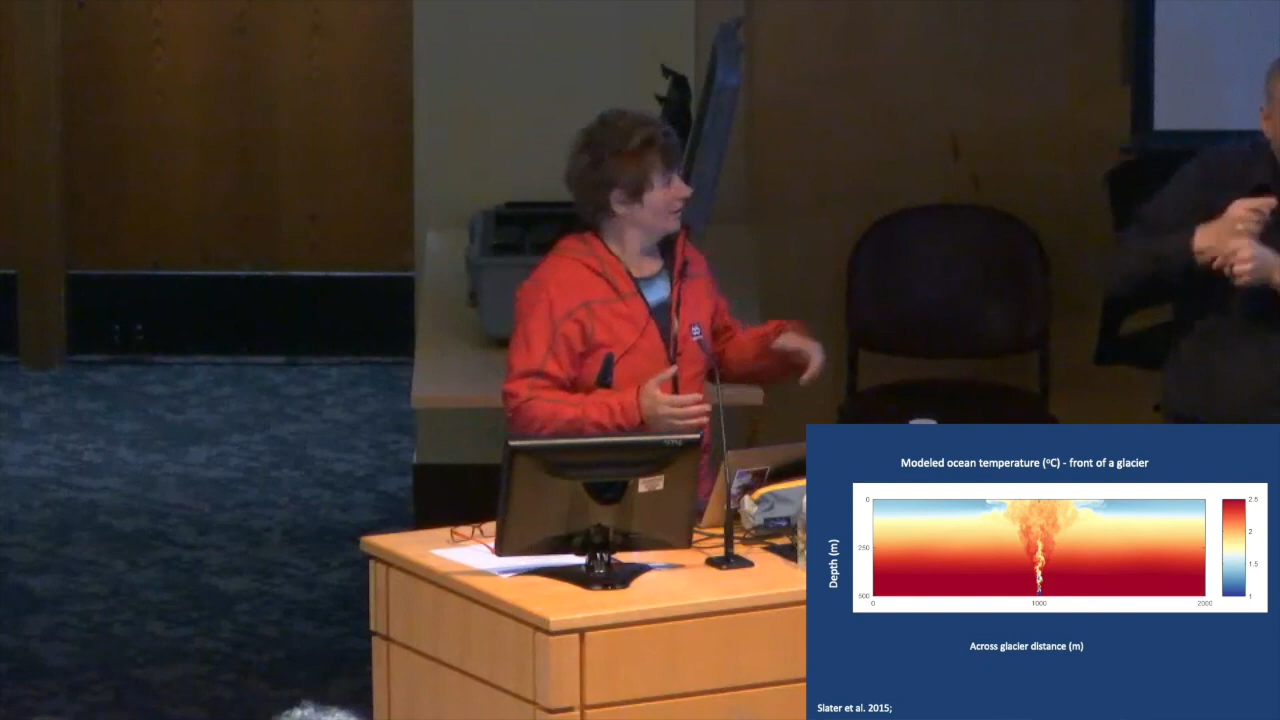 Modeled ocean temperature (ºC) - front of a glacier
0
250
500
0
1000
2000
2.5
2
1.5
1
Depth (m)
Across glacier distance (m)
Slater et al. 2015;